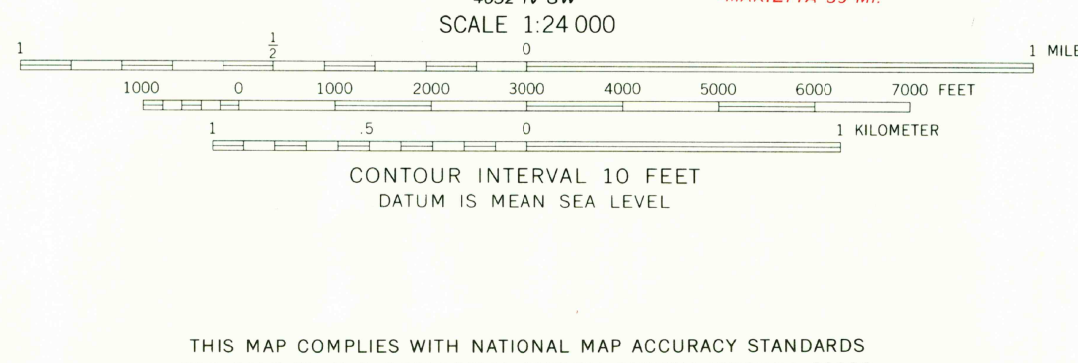 SCALE 1:24 000
1 1/2 0 1 MILE
1000 0 1000 2000 3000 4000 5000 6000 7000 FEET
1 .5 0 1 KILOMETER
CONTOUR INTERVAL 10 FEET
DATUM IS MEAN SEA LEVEL
THIS MAP COMPLIES WITH NATIONAL MAP ACCURACY STANDARDS